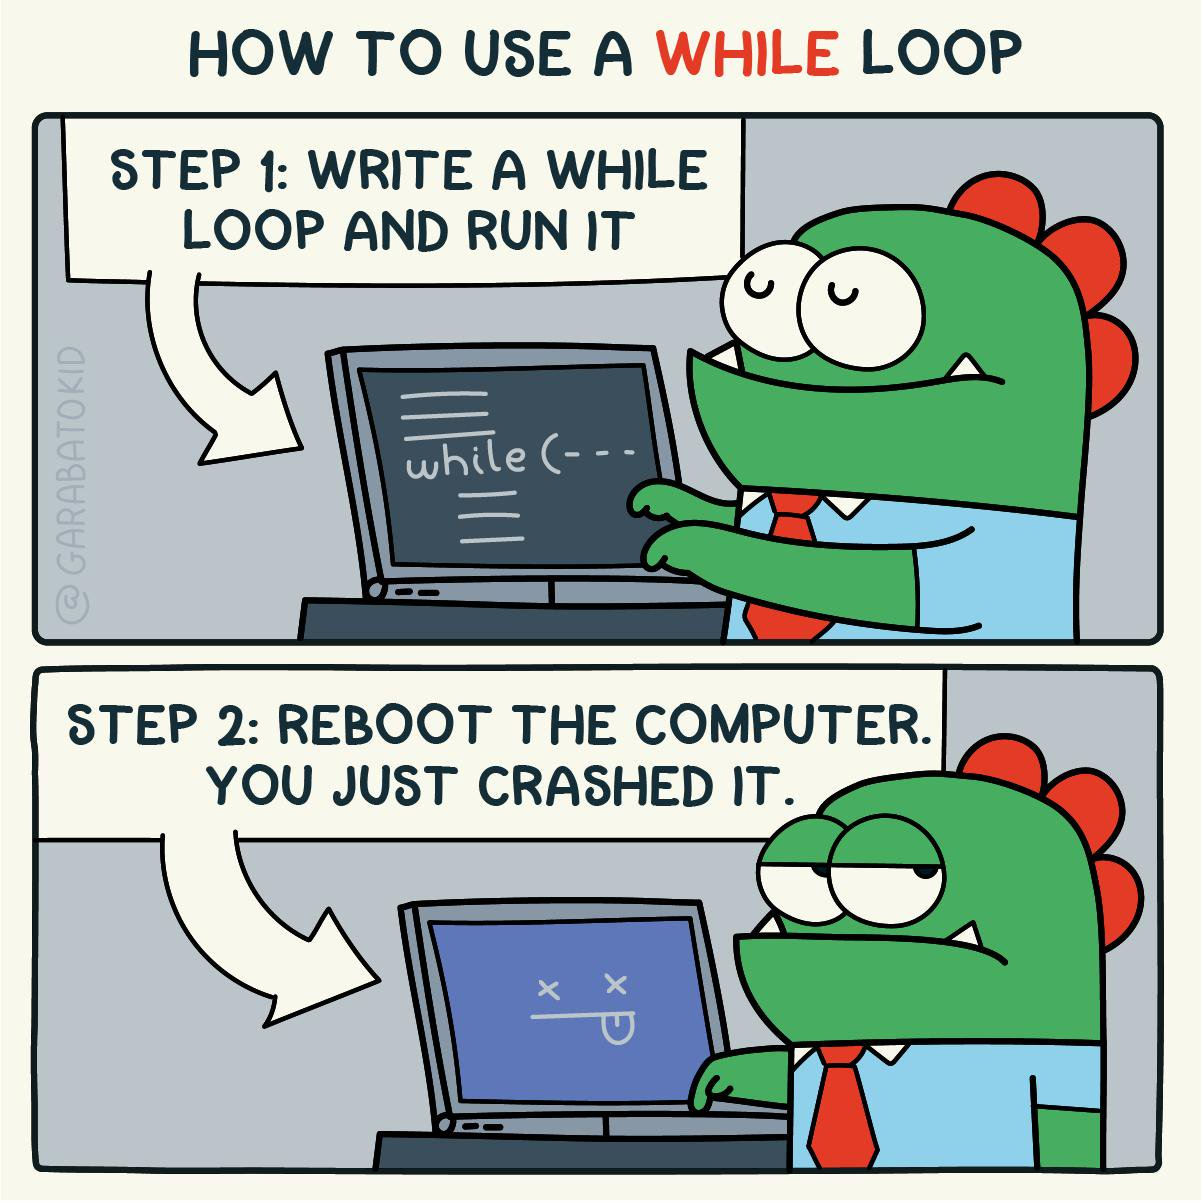 HOW TO USE A WHILE LOOP
STEP 1: WRITE A WHILE
LOOP AND RUN IT
while (---
@GARABATOKID
STEP 2: REBOOT THE COMPUTER.
YOU JUST CRASHED IT.